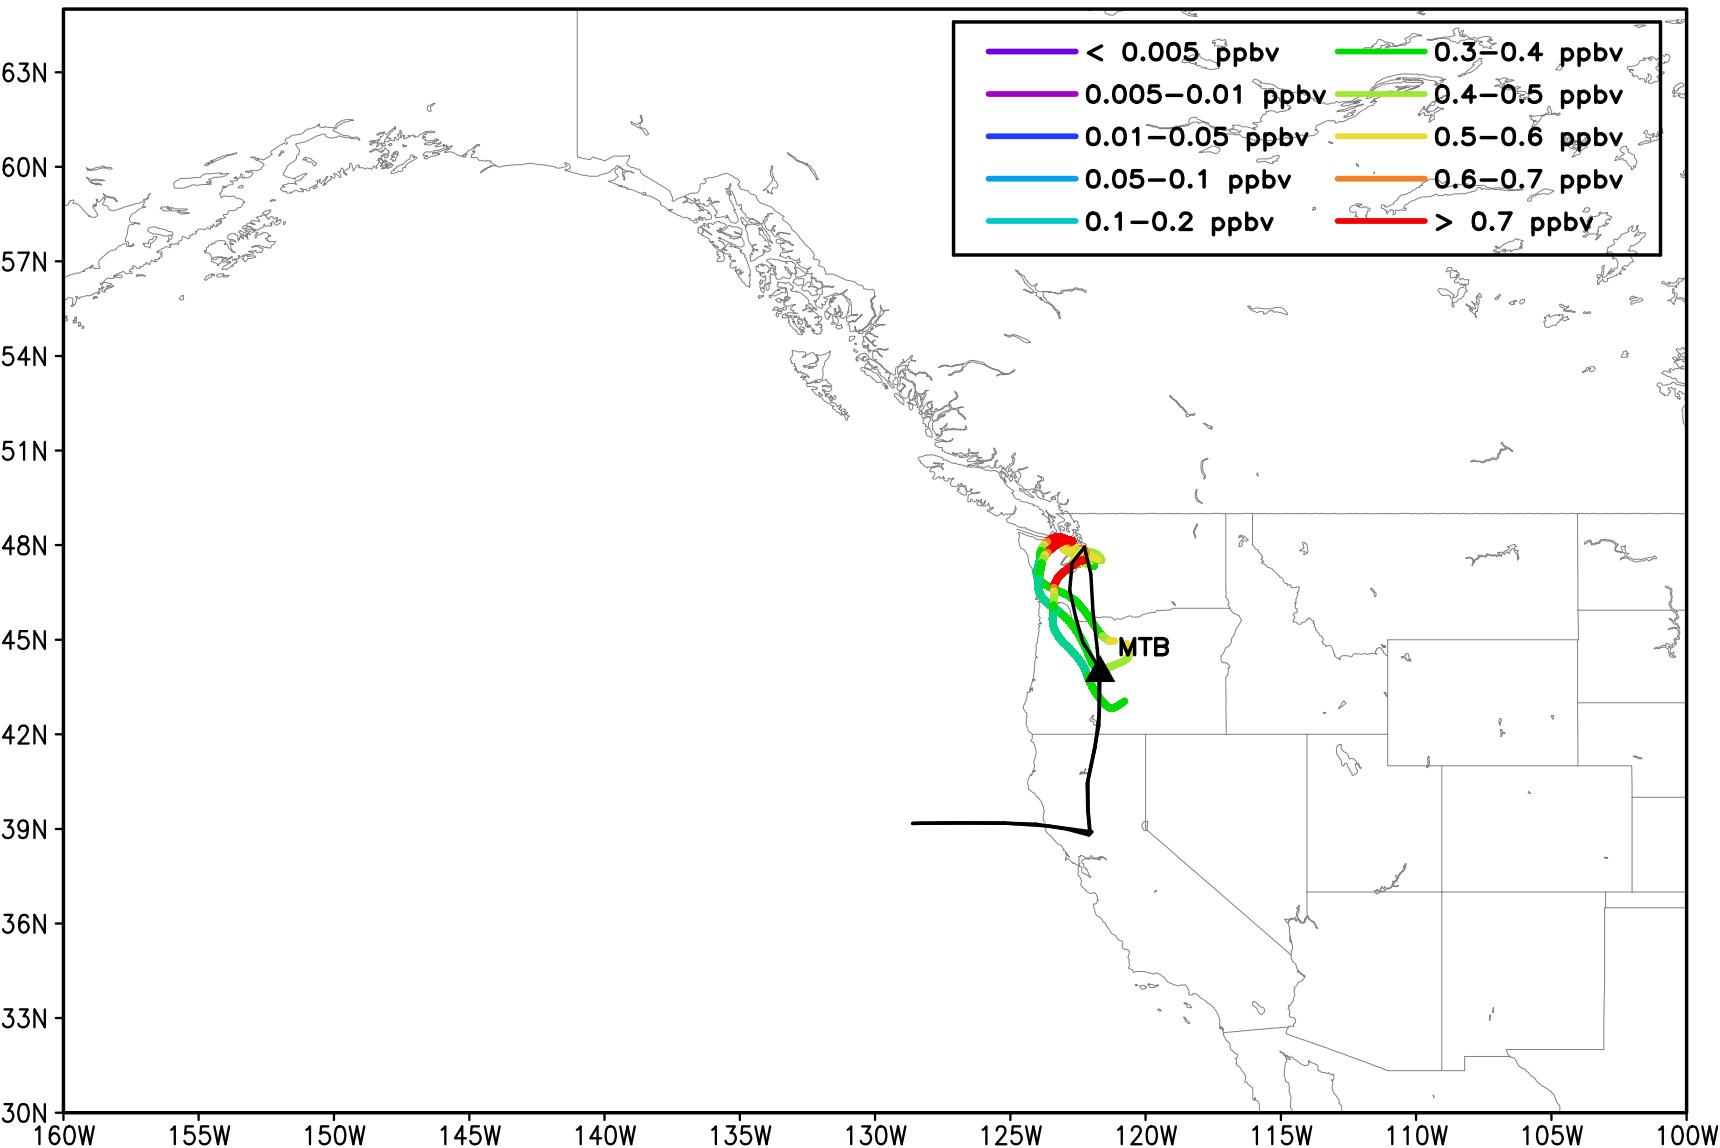 < 0.005 ppbv
0.3-0.4 ppbv
0.005-0.01 ppbv
0.4-0.5 ppbv
0.01-0.05 ppbv
0.5-0.6 ppbv
0.05-0.1 ppbv
0.6-0.7 ppbv
0.1-0.2 ppbv
> 0.7 ppbv
63N
60N
57N
54N
51N
48N
45N
MTB
42N
39N
36N
33N
30N
160W 155W 150W 145W 140W 135W 130W 125W 120W 115W 110W 105W 100W